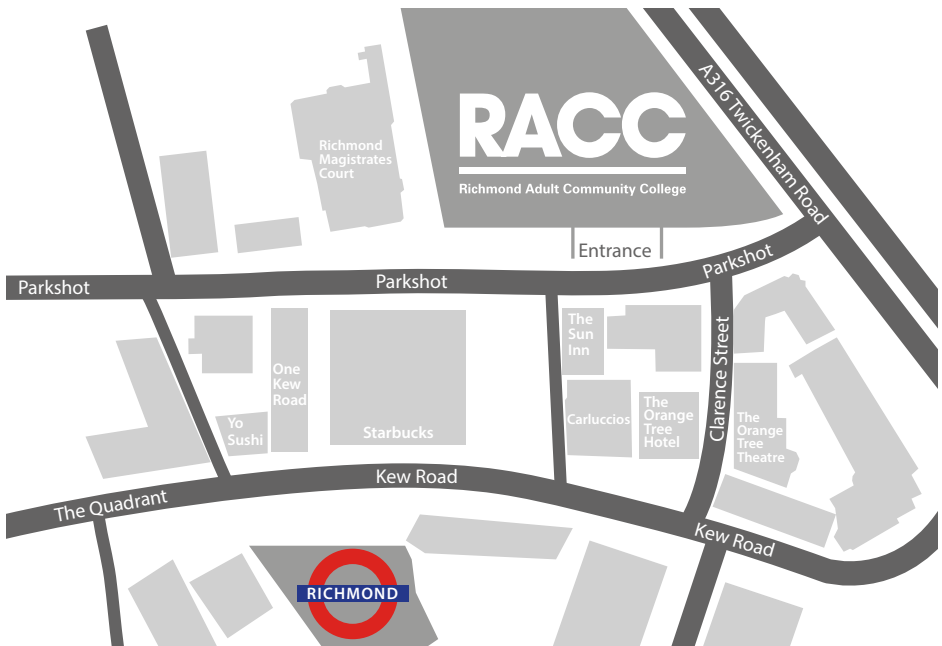 RACC
Richmond Adult Community College
A316 Twickenham Road
Richmond
Magistrates
Court
Entrance
Parkshot
Parkshot
Parkshot
The
Sun
Inn
Clarence Street
One
Kew
Road
Yo
Sushi
Starbucks
Carluccios
The
Orange
Tree
Hotel
The
Orange
Tree
Theatre
Kew Road
The Quadrant
Kew Road
RICHMOND